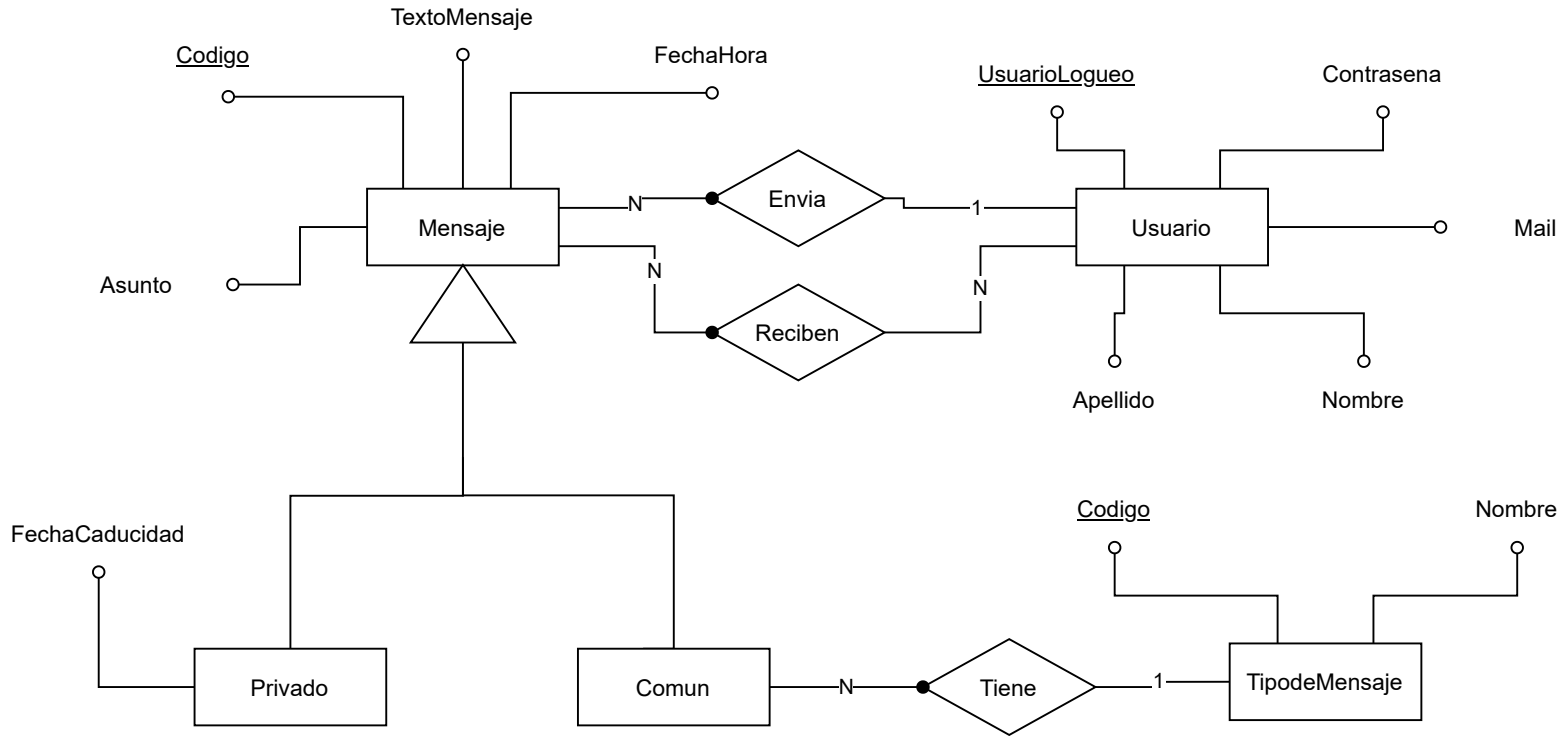 TextoMensaje
Codigo
FechaHora
UsuarioLogueo
Contrasena
N
Envia
1
Mensaje
Usuario
Mail
Asunto
N
N
Reciben
Apellido
Nombre
Codigo
Nombre
FechaCaducidad
Privado
Comun
N
Tiene
1
TipodeMensaje